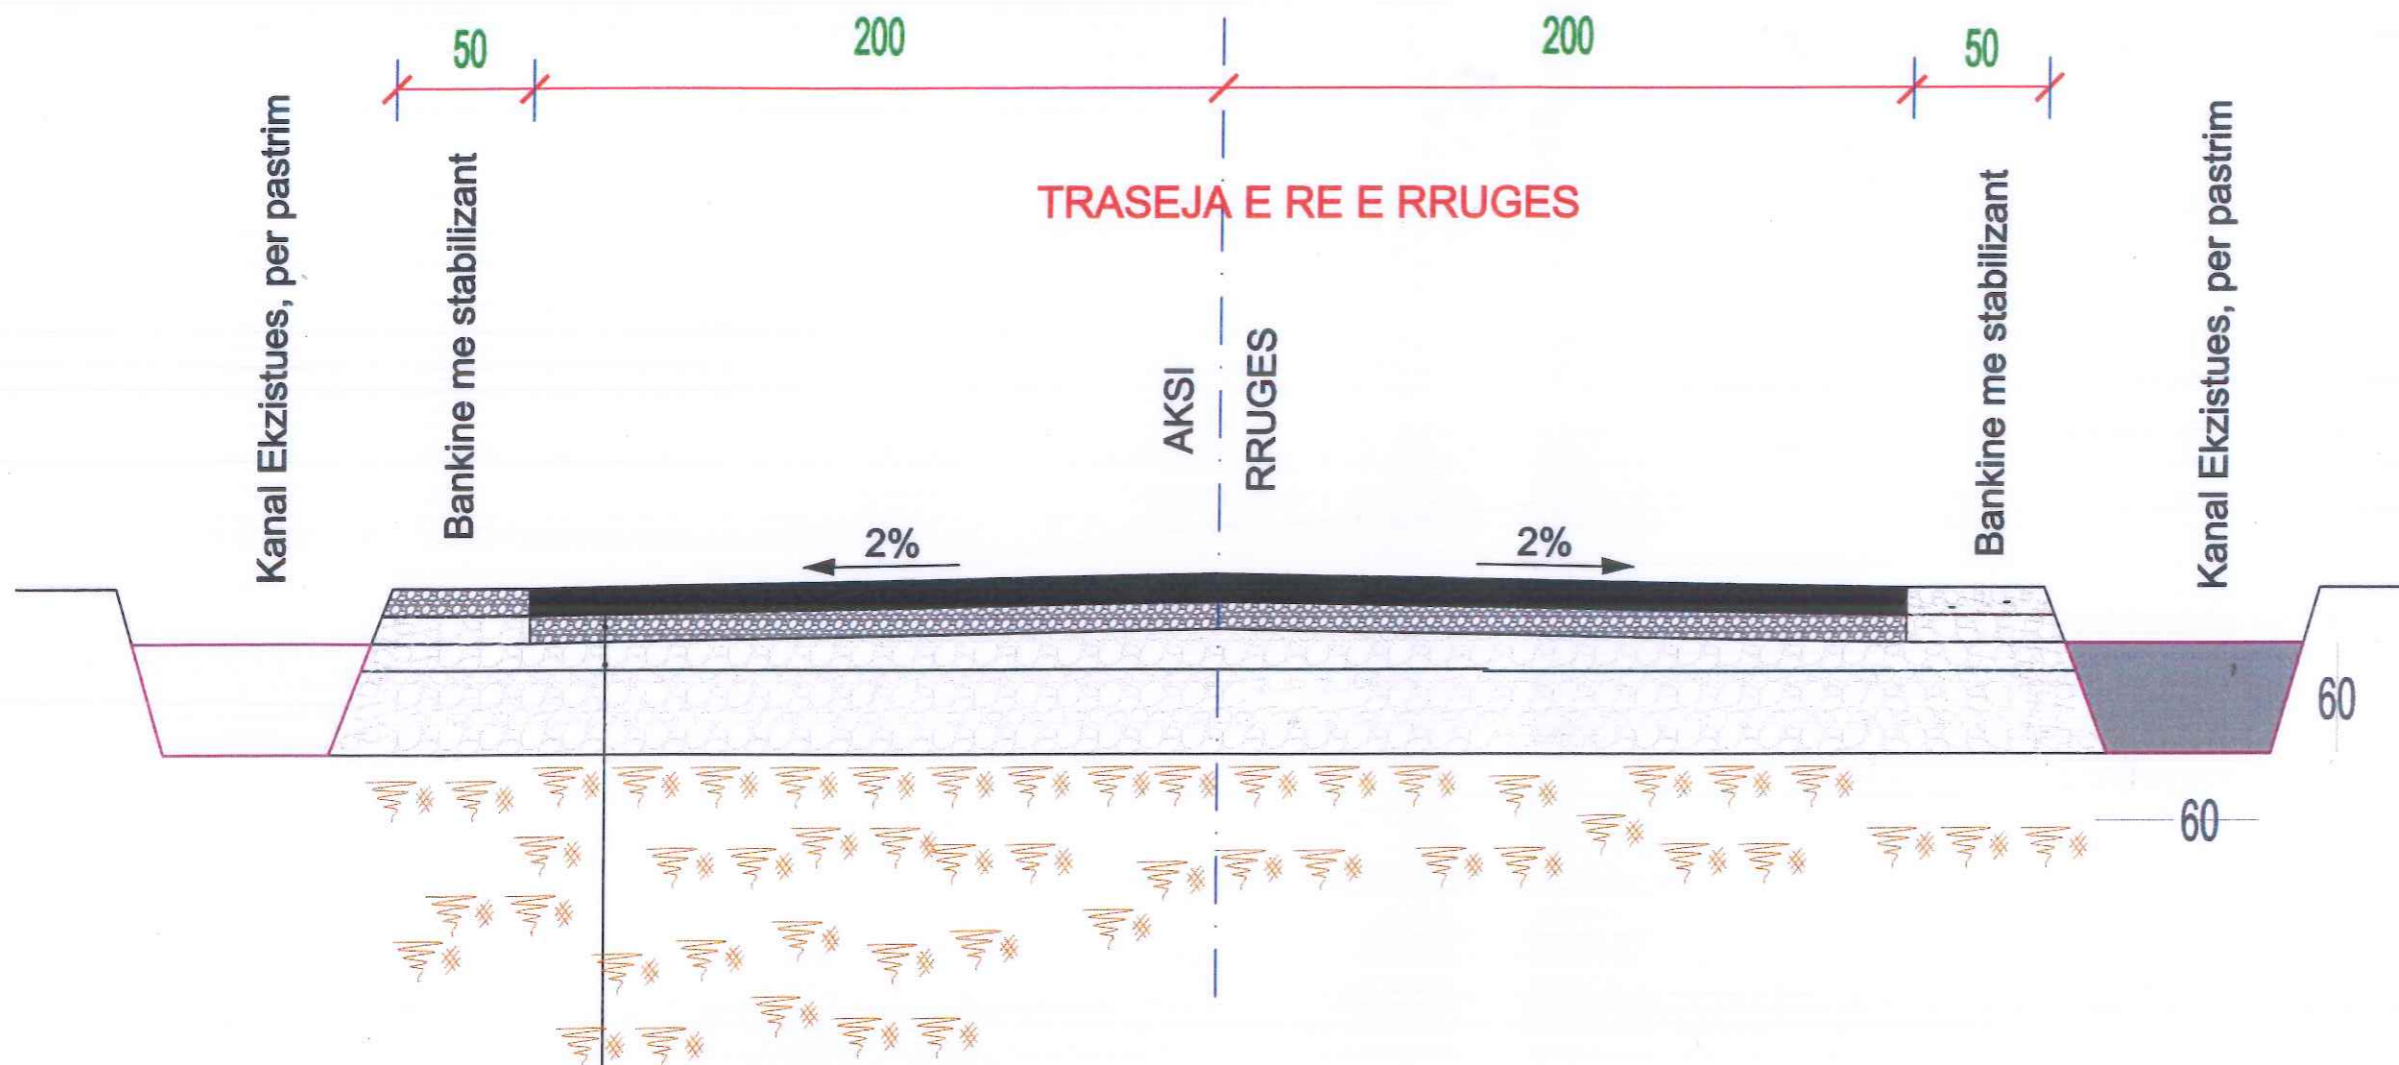 50
200
200
50
TRASEJA E RE E RRUGES
Kanal Ekzistues, per pastrim
Bankine me stabilizant
AKSI
RRUGES
Bankine me stabilizant
Kanal Ekzistues, per pastrim
2%
2%
60
60